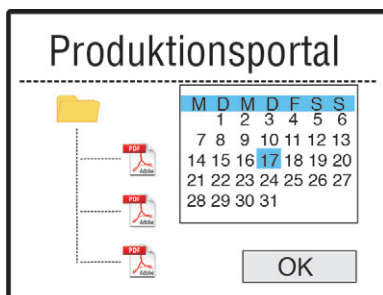 Produktionsportal
M D M D F S S
1 2 3 4 5 6
7 8 9 10 11 12 13
14 15 16 17 18 19 20
21 22 23 24 25 26 27
28 29 30 31
PDF
Adobe
PDF
Adobe
PDF
Adobe
OK